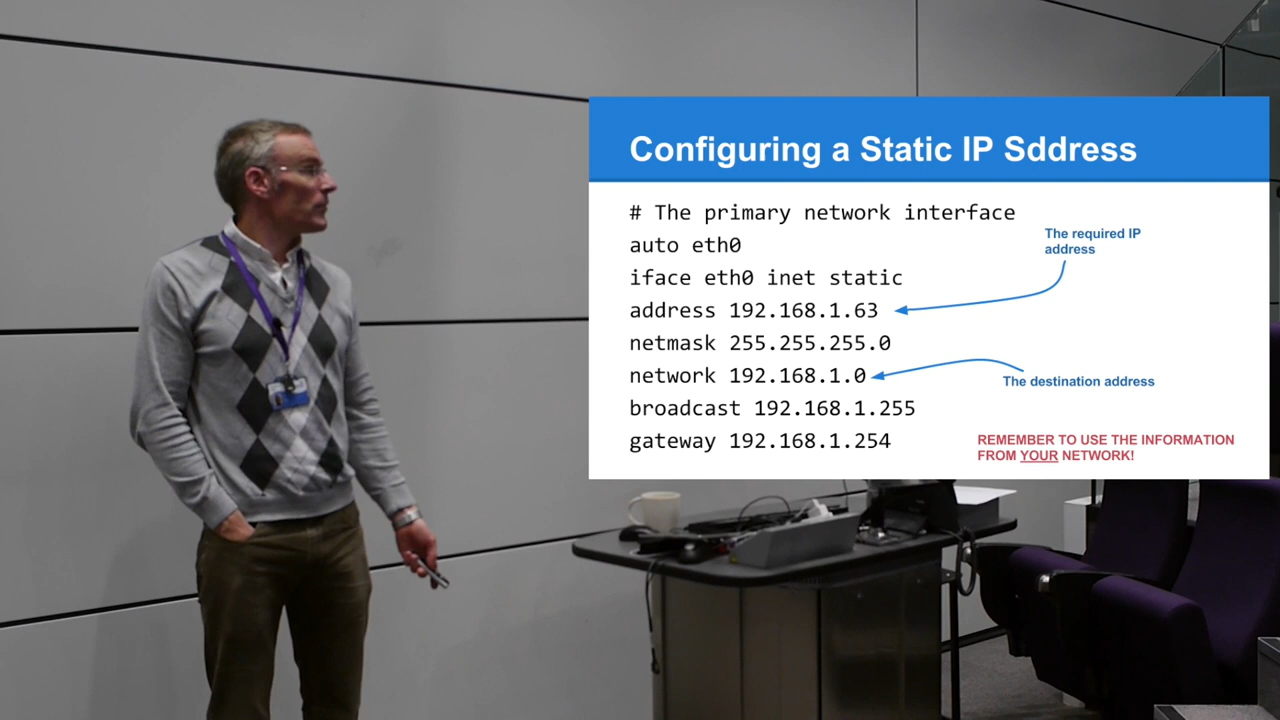 Configuring a Static IP Sddress
# The primary network interface
auto eth0
iface eth0 inet static
address 192.168.1.63
netmask 255.255.255.0
network 192.168.1.0
broadcast 192.168.1.255
gateway 192.168.1.254
The required IP
address
The destination address
REMEMBER TO USE THE INFORMATION
FROM YOUR NETWORK!